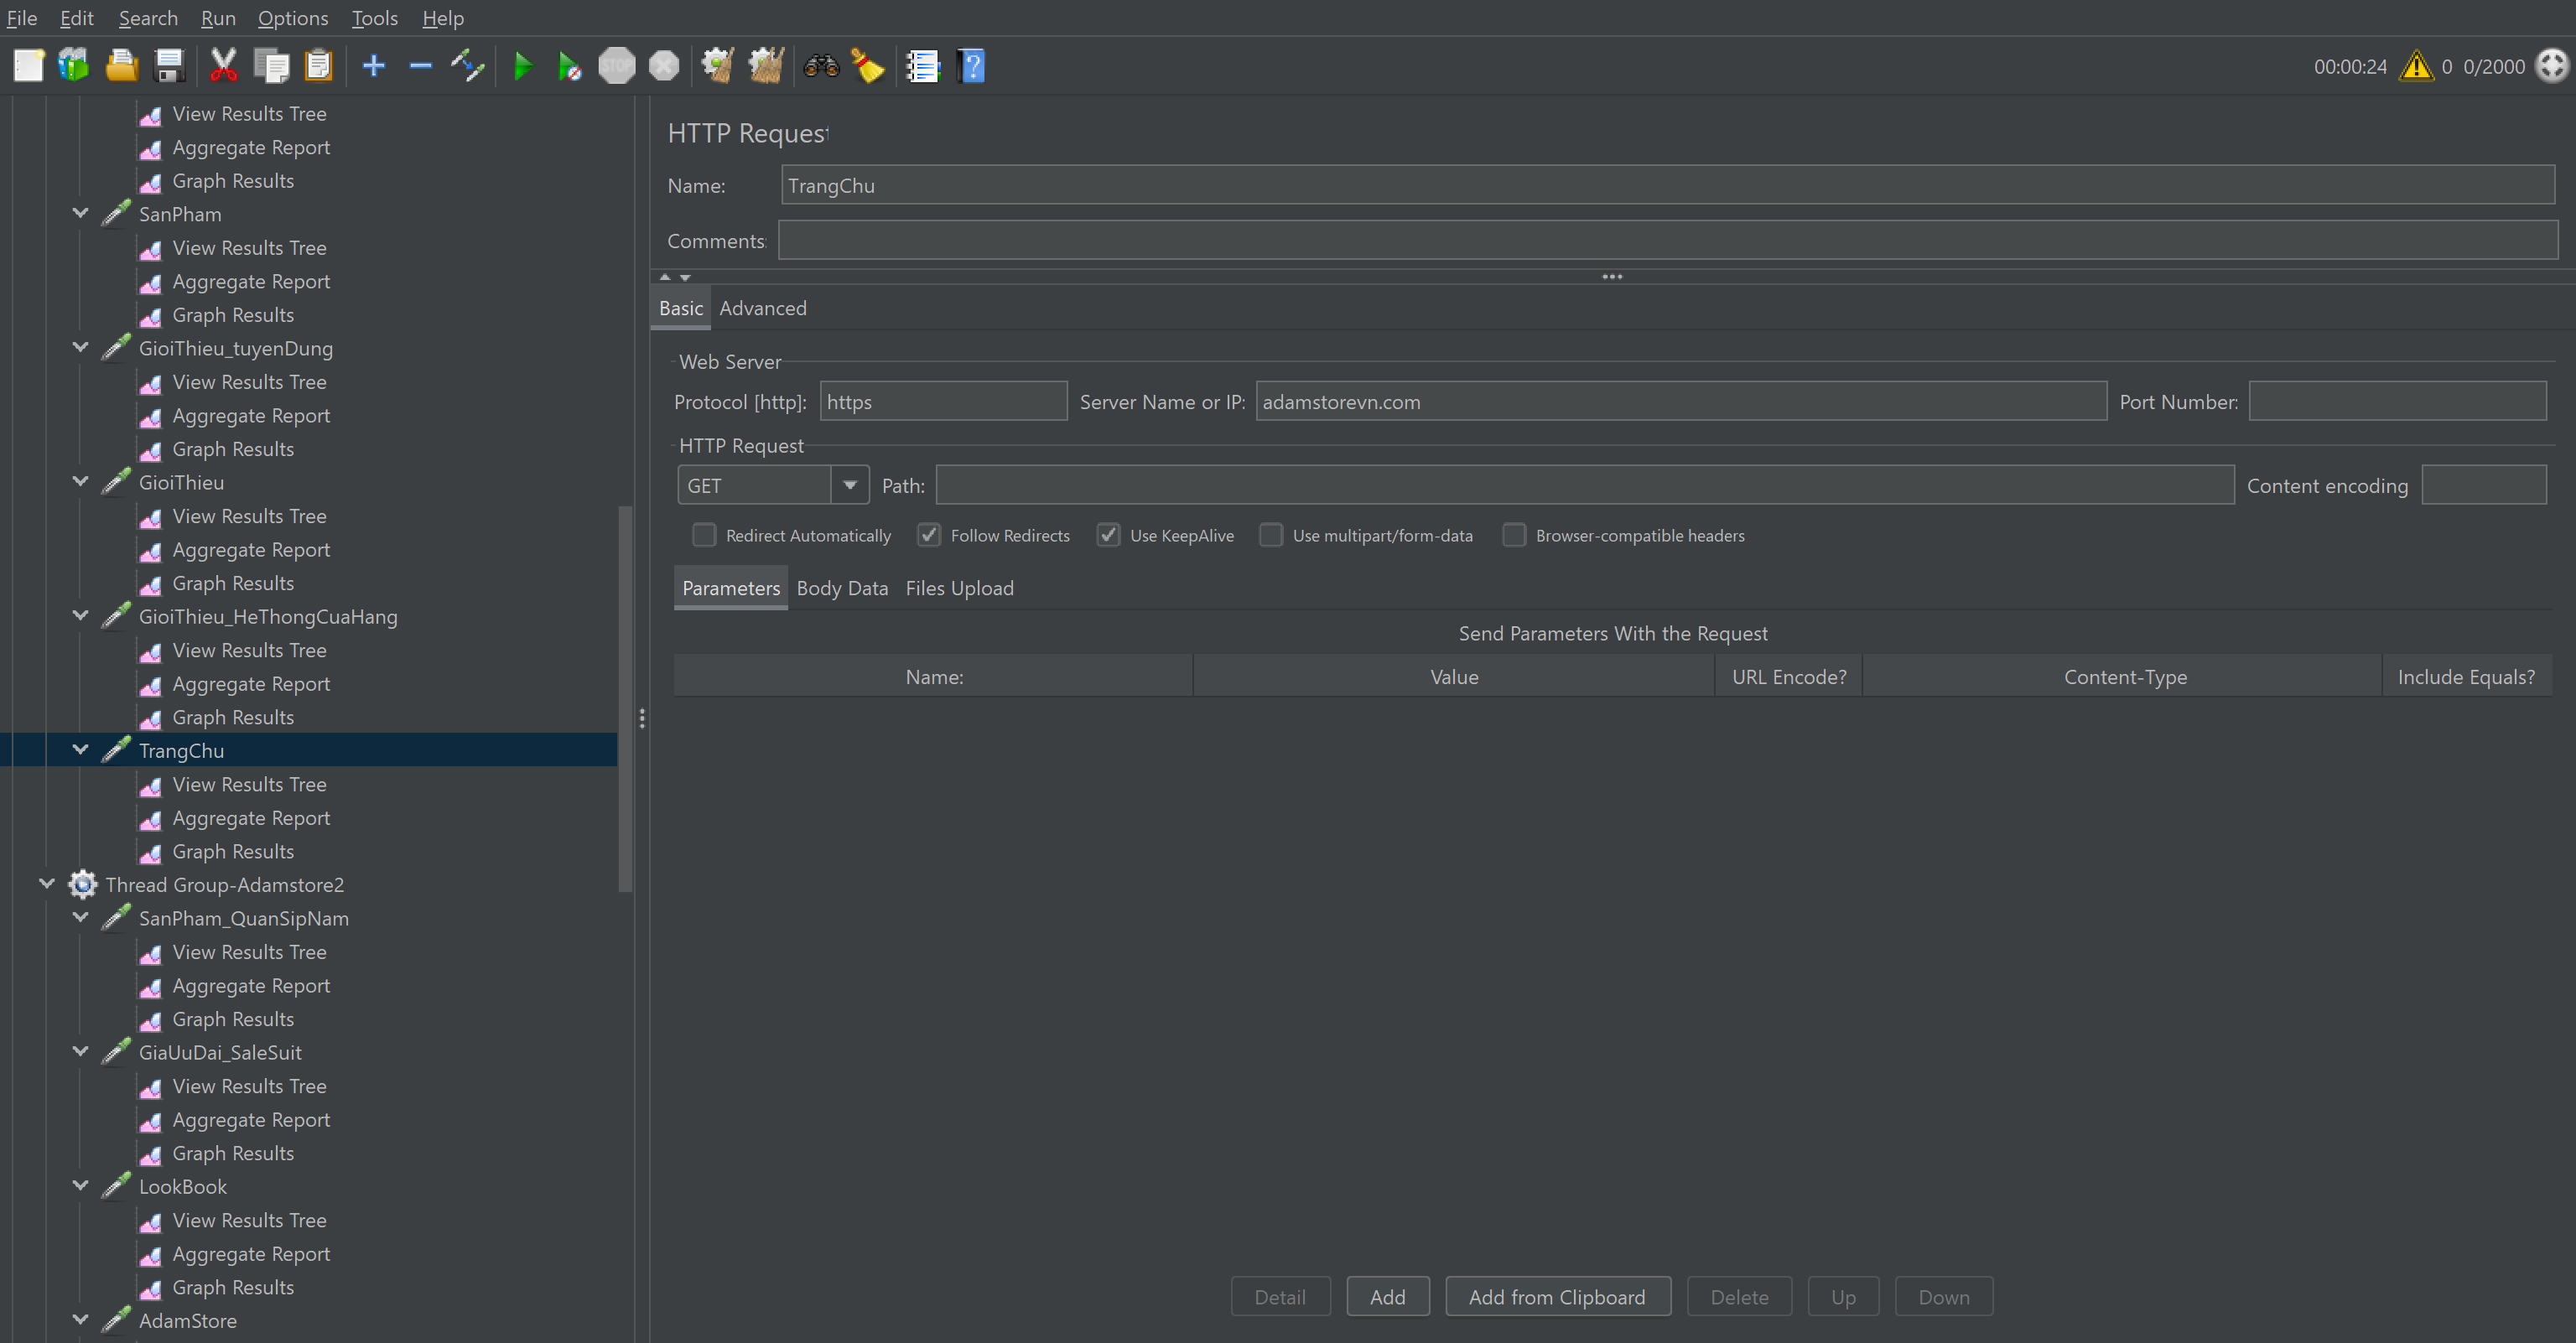 File Edit Search Run Options Tools Help
STOP
00:00:24 0 0/2000
View Results Tree
Aggregate Report
Graph Results
SanPham
View Results Tree
Aggregate Report
Graph Results
GioiThieu_tuyenDung
View Results Tree
Aggregate Report
Graph Results
GioiThieu
View Results Tree
Aggregate Report
Graph Results
GioiThieu_HeThongCuaHang
View Results Tree
Aggregate Report
Graph Results
TrangChu
View Results Tree
Aggregate Report
Graph Results
Thread Group-Adamstore2
SanPham_QuanSipNam
View Results Tree
Aggregate Report
Graph Results
GiaUuDai_SaleSuit
View Results Tree
Aggregate Report
Graph Results
LookBook
View Results Tree
Aggregate Report
Graph Results
AdamStore
HTTP Request
Name: TrangChu
Comments:
Basic Advanced
Web Server
Protocol [http]: https Server Name or IP: adamstorevn.com Port Number:
HTTP Request
GET Path: Content encoding
Redirect Automatically Follow Redirects Use KeepAlive Use multipart/form-data Browser-compatible headers
Parameters Body Data Files Upload
Send Parameters With the Request
Name: Value URL Encode? Content-Type Include Equals?
Detail Add Add from Clipboard Delete Up Down